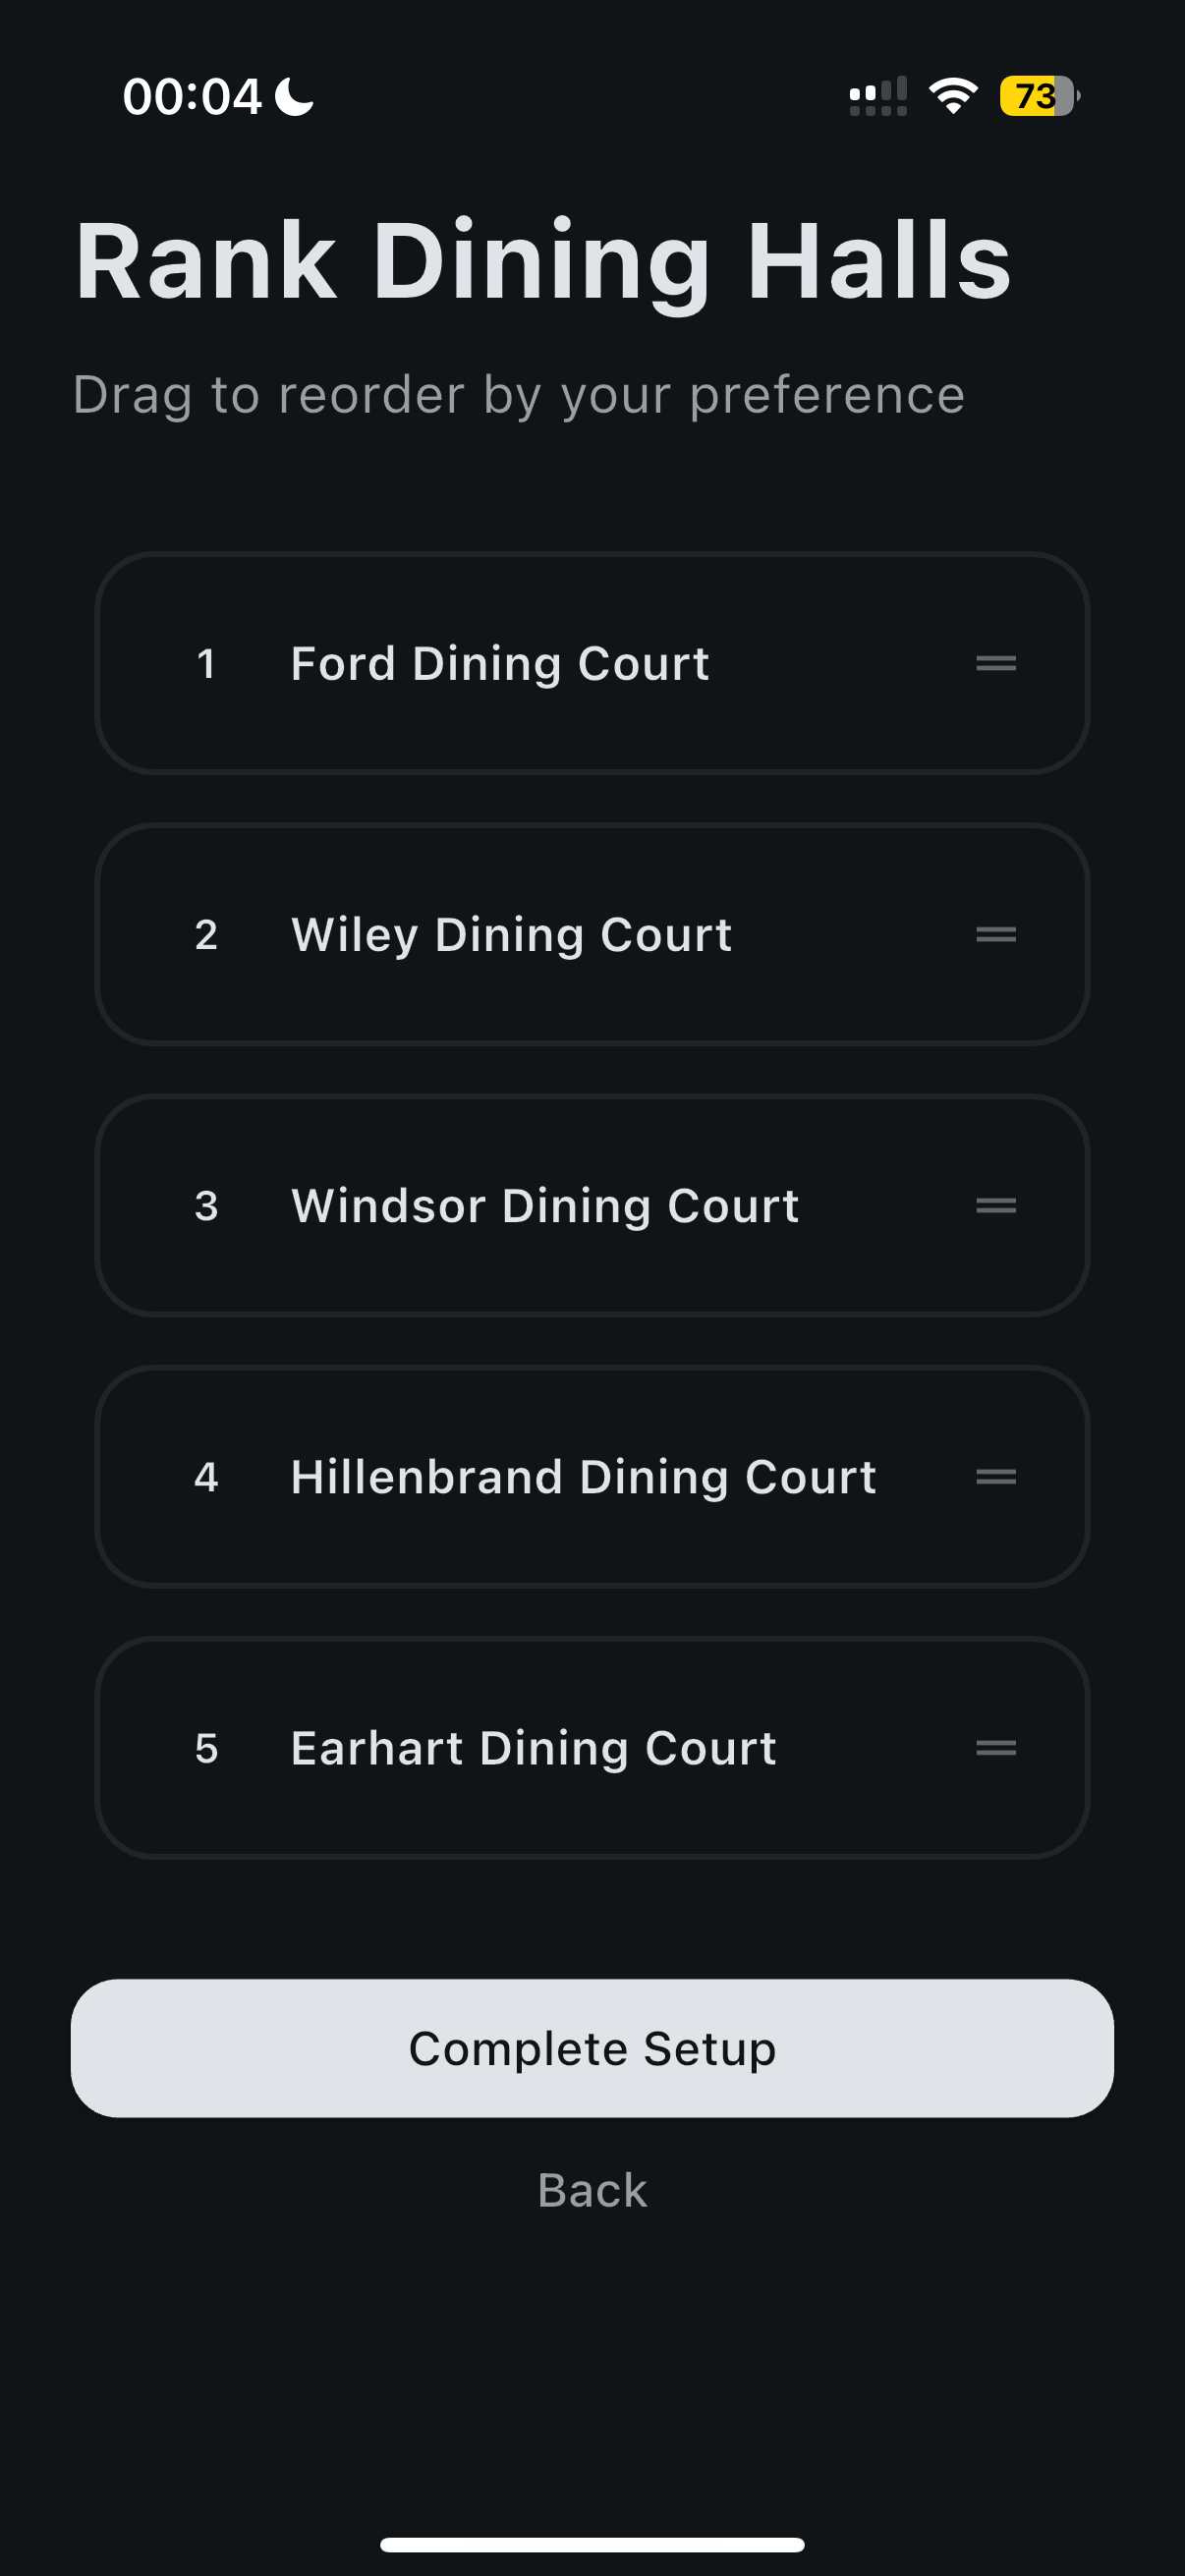 00:04
73
Rank Dining Halls
Drag to reorder by your preference
1 Ford Dining Court
2 Wiley Dining Court
3 Windsor Dining Court
4 Hillenbrand Dining Court
5 Earhart Dining Court
Complete Setup
Back